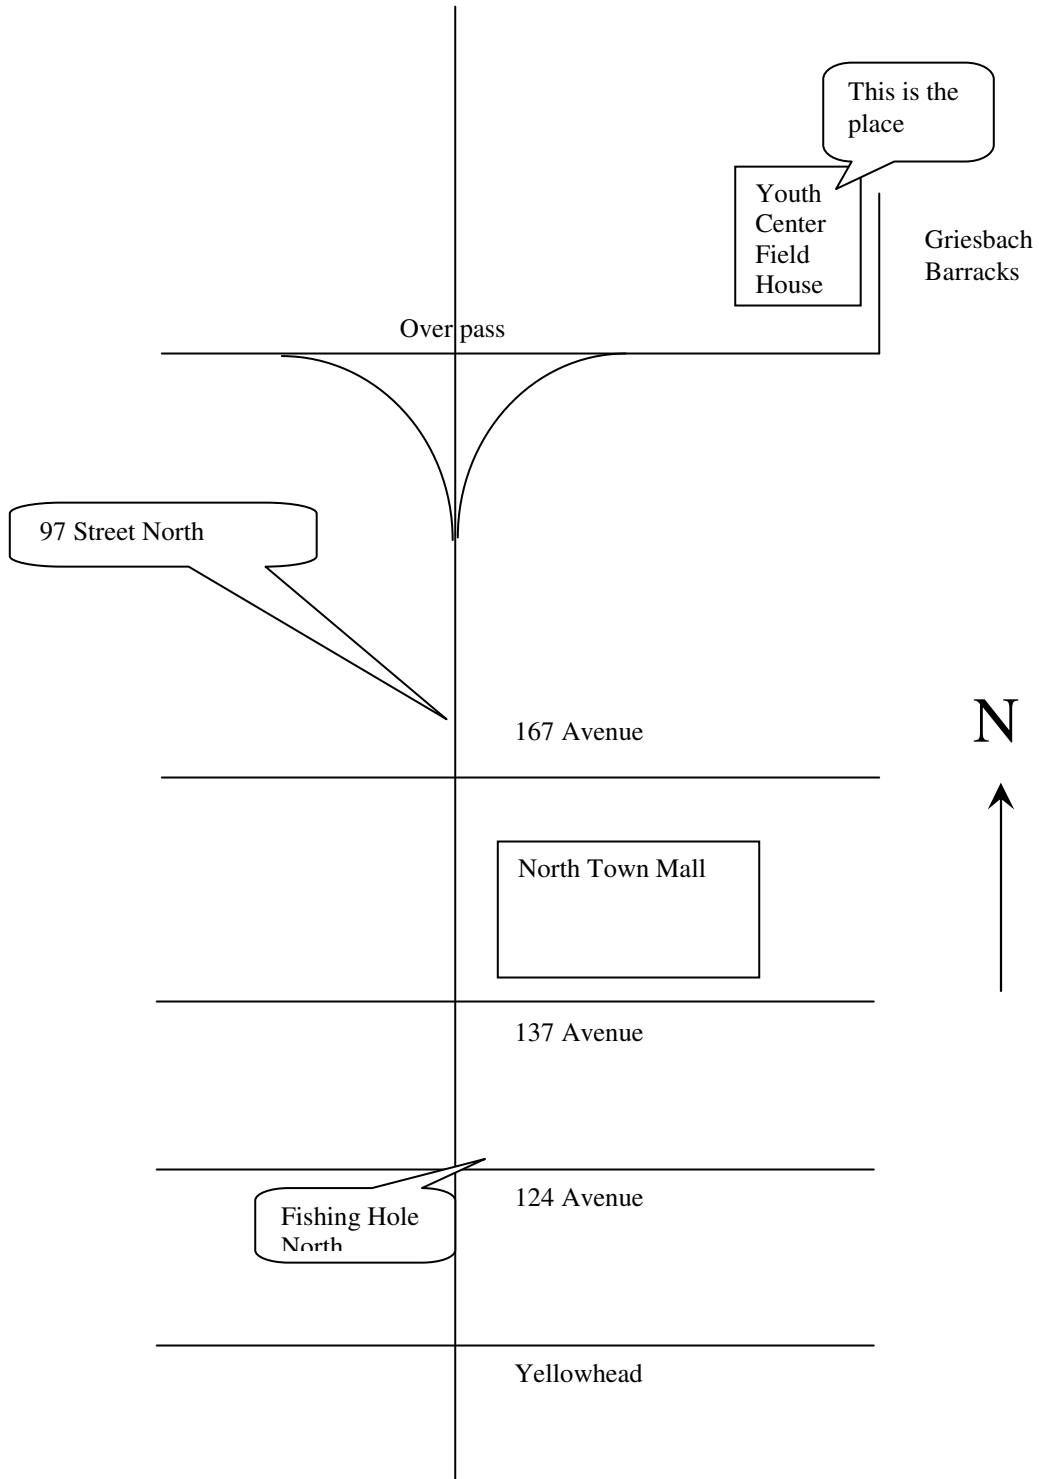 This is the
place
Youth
Center
Field
House
Griesbach
Barracks
Over pass
97 Street North
167 Avenue
N
North Town Mall
137 Avenue
124 Avenue
Fishing Hole
North
Yellowhead